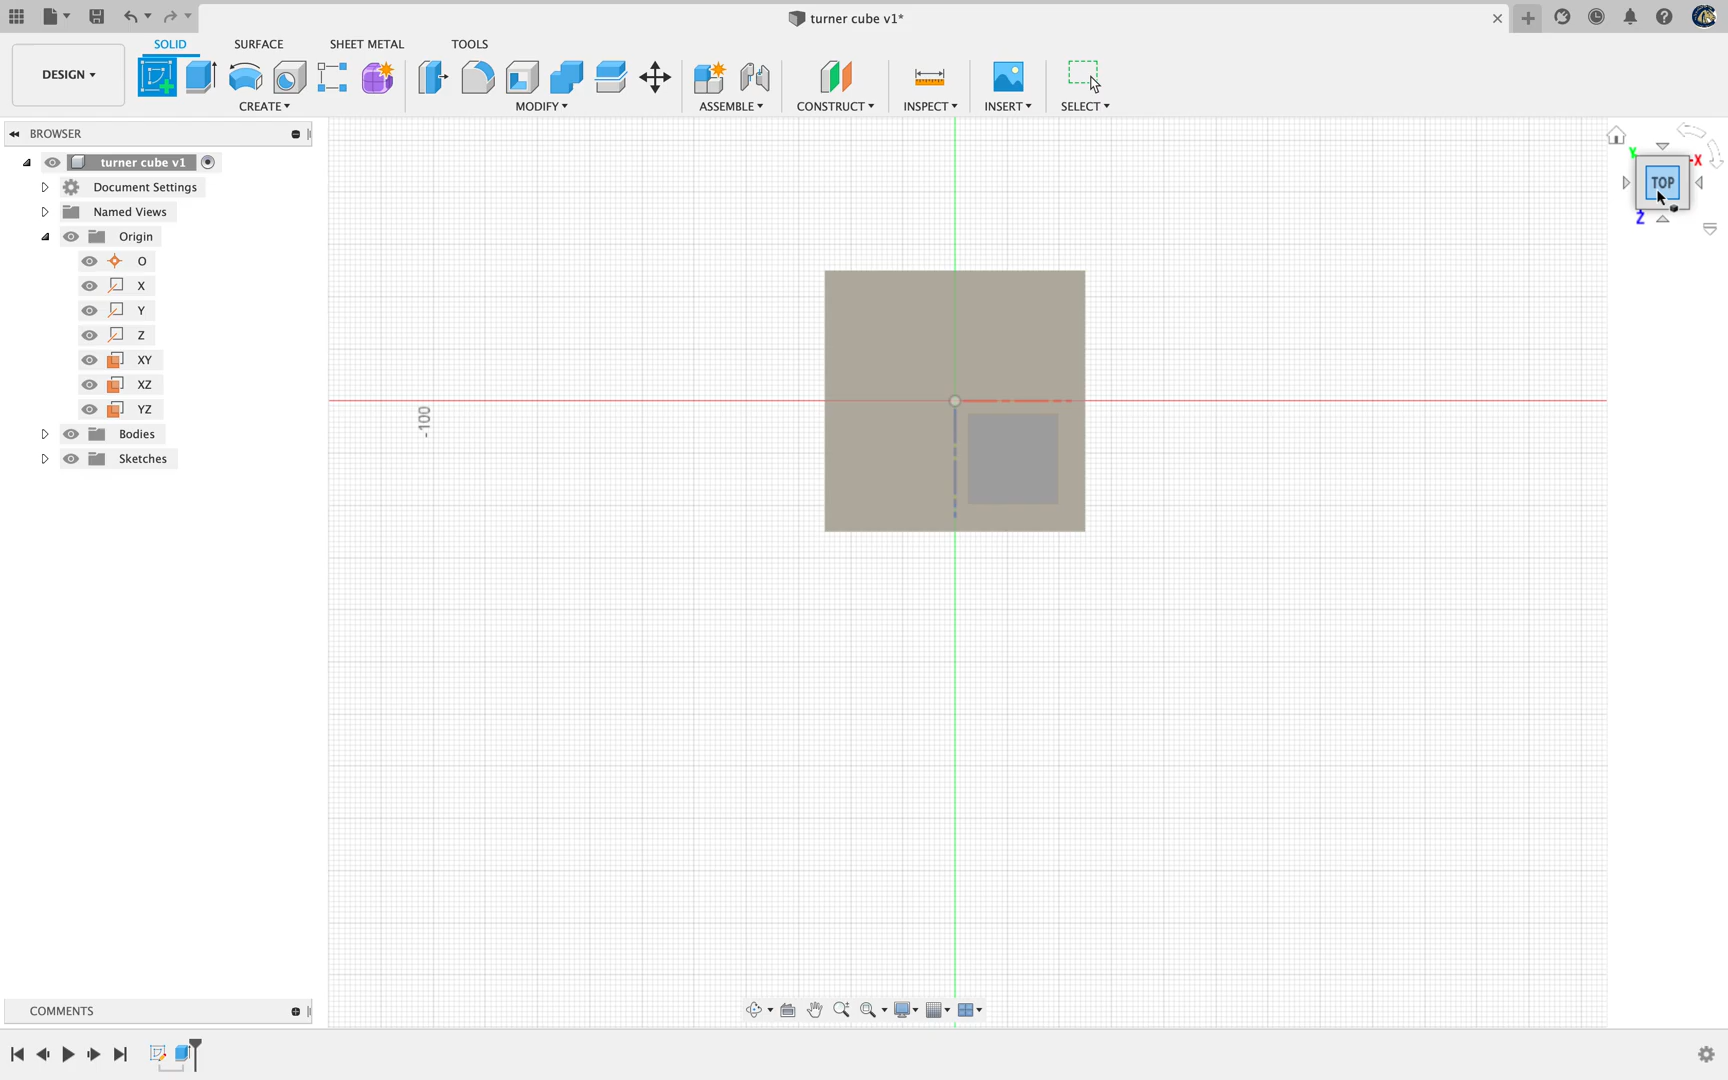 turner cube v1*
SOLID
SURFACE
SHEET METAL
TOOLS
DESIGN
CREATE
MODIFY
ASSEMBLE
CONSTRUCT
INSPECT
INSERT
SELECT
BROWSER
turner cube v1
Document Settings
Named Views
Origin
O
X
Y
Z
XY
XZ
YZ
Bodies
Sketches
-100
Y
-X
TOP
Z
COMMENTS